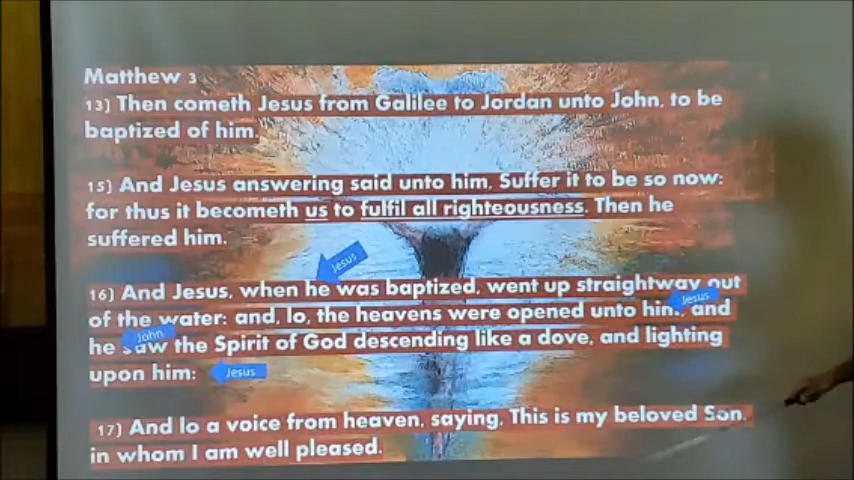 Matthew 3
13) Then cometh Jesus from Galilee to Jordan unto John, to be
baptized of him.
15) And Jesus answering said unto him, Suffer it to be so now:
for thus it becometh us to fulfil all righteousness. Then he
suffered him.
Jesus
16) And Jesus, when he was baptized, went up straightway out
Jesus
of the water: and, lo, the heavens were opened unto him, and
John
he saw the Spirit of God descending like a dove, and lighting
upon him:
Jesus
17) And lo a voice from heaven, saying, This is my beloved Son,
in whom I am well pleased.